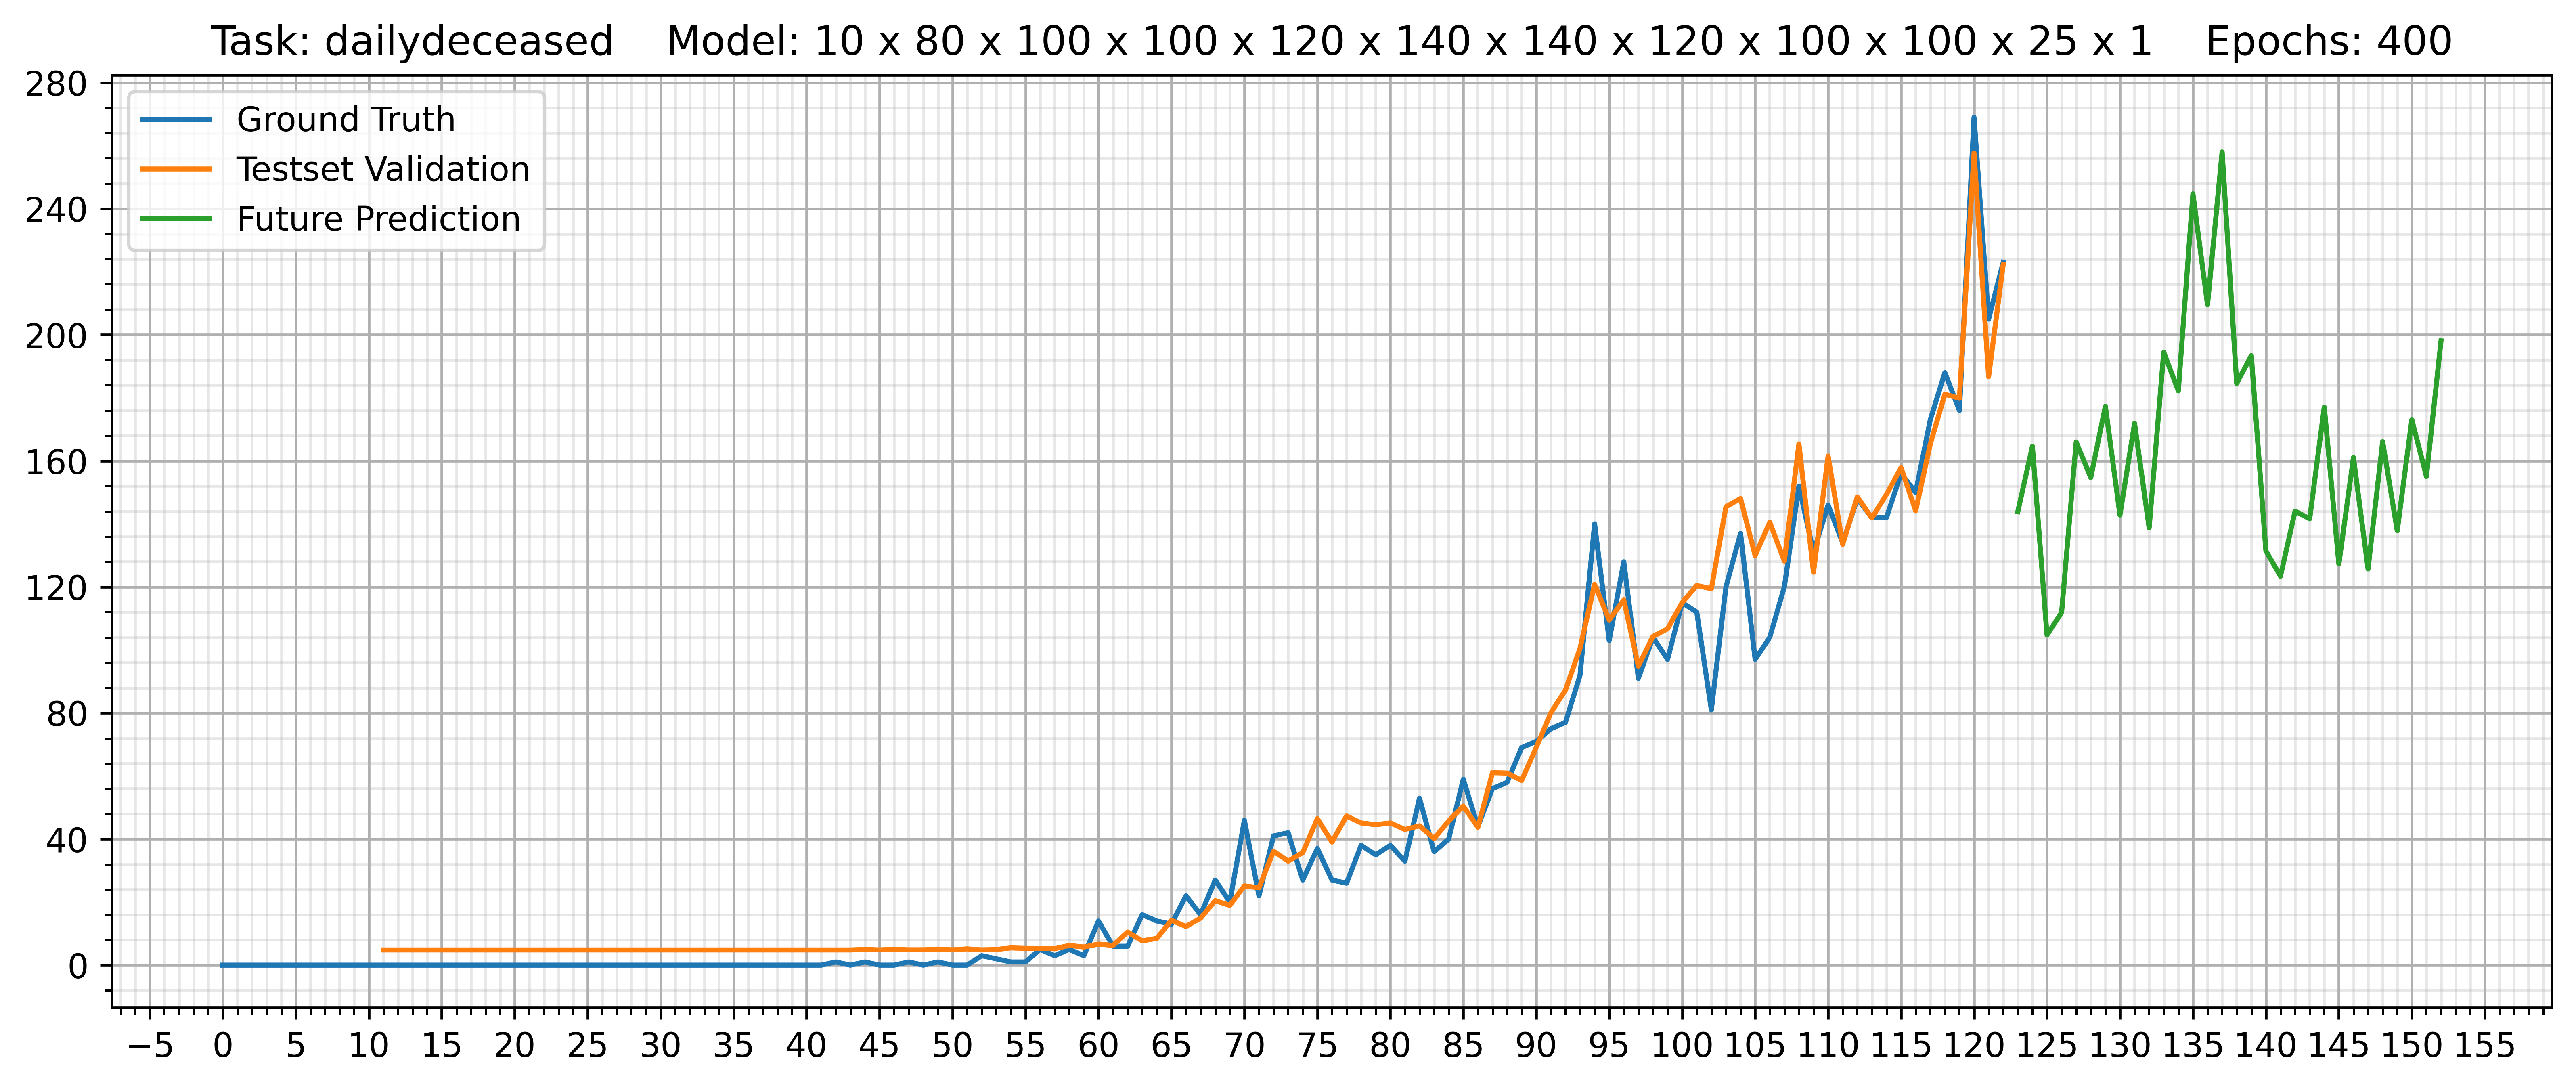 Task: dailydeceased    Model: 10 x 80 x 100 x 100 x 120 x 140 x 140 x 120 x 100 x 100 x 25 x 1    Epochs: 400
280
240
200
160
120
80
40
0
Ground Truth
Testset Validation
Future Prediction
−5 0 5 10 15 20 25 30 35 40 45 50 55 60 65 70 75 80 85 90 95 100 105 110 115 120 125 130 135 140 145 150 155